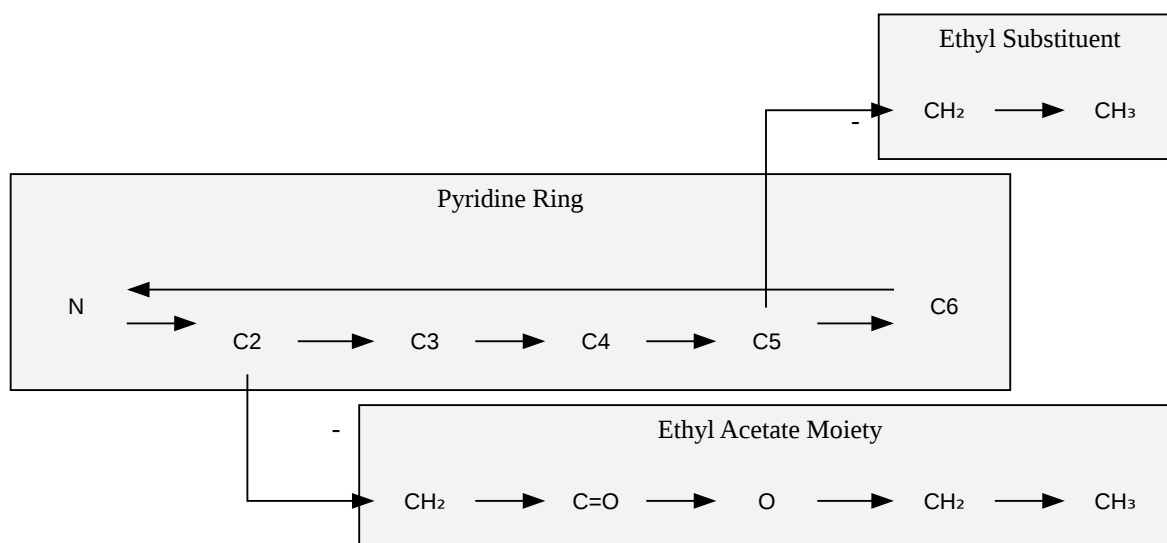 Ethyl Substituent
CH₂ CH₃
-
Pyridine Ring
N C6
C2 C3 C4 C5
-
Ethyl Acetate Moiety
CH₂ C=O O CH₂ CH₃